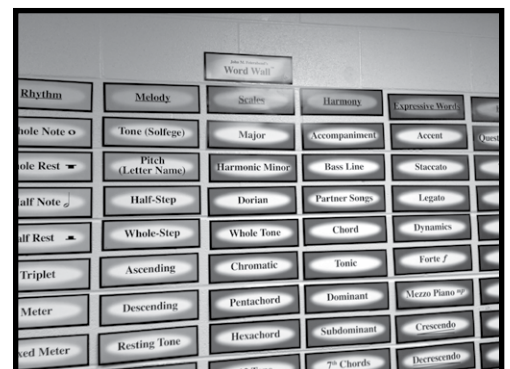 Word Wall
Rhythm
Melody
Scales
Harmony
Expressive Words
hole Note
Tone (Solfege)
Major
Accompaniment
Accent
Quest
ole Rest
Pitch
(Letter Name)
Harmonic Minor
Bass Line
Staccato
alf Note
Half-Step
Dorian
Partner Songs
Legato
alf Rest
Whole-Step
Whole Tone
Chord
Dynamics
Triplet
Ascending
Chromatic
Tonic
Forte f
Meter
Descending
Pentachord
Dominant
Mezzo Piano mp
xed Meter
Resting Tone
Hexachord
Subdominant
Crescendo
7th Chords
Decrescendo